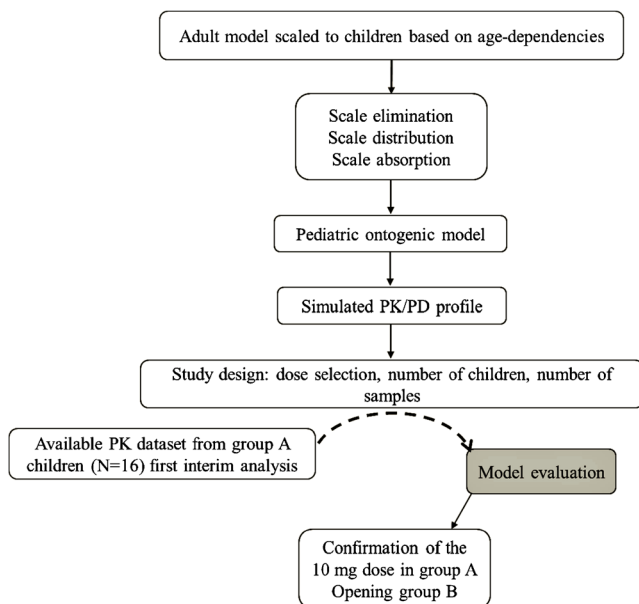 Adult model scaled to children based on age-dependencies
Scale elimination
Scale distribution
Scale absorption
Pediatric ontogenic model
Simulated PK/PD profile
Study design: dose selection, number of children, number of
samples
Available PK dataset from group A
children (N=16) first interim analysis
Model evaluation
Confirmation of the
10 mg dose in group A
Opening group B